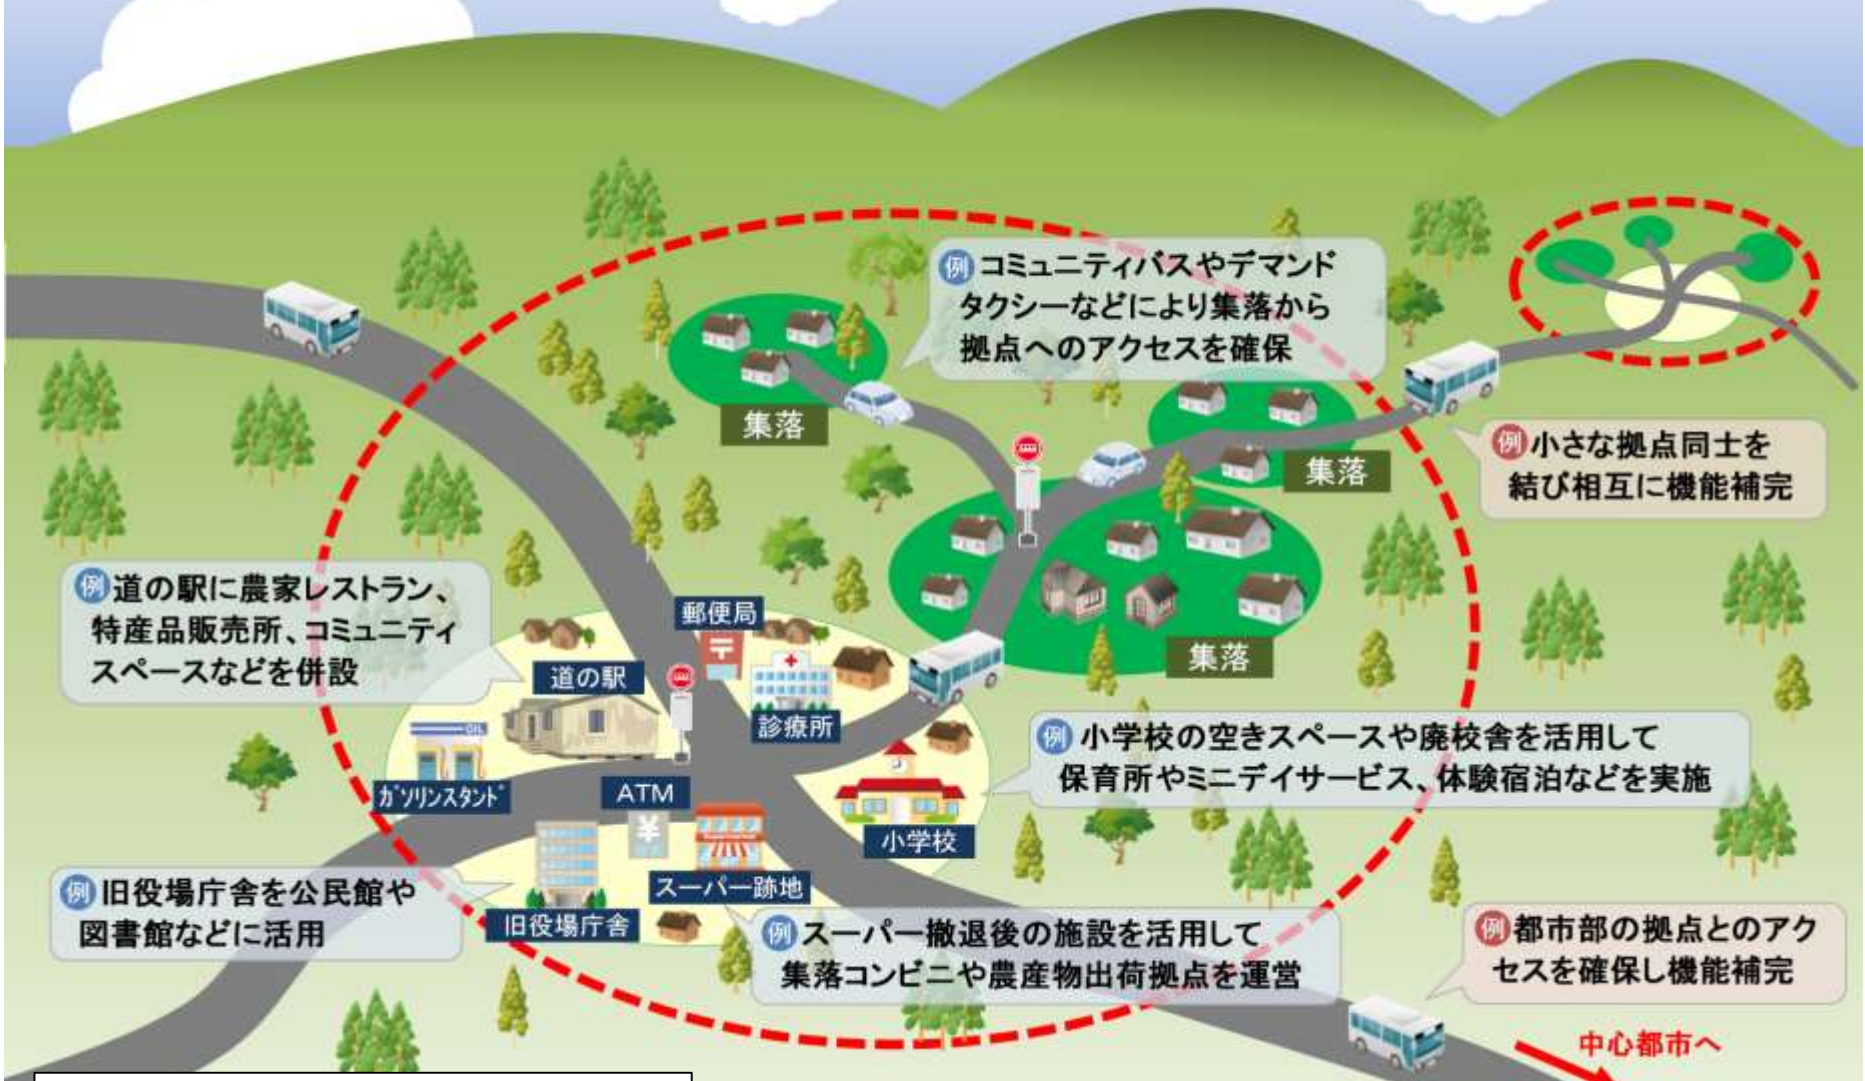 例 コミュニティバスやデマンド
タクシーなどにより集落から
拠点へのアクセスを確保
集落
集落
例 小さな拠点同士を
結び相互に機能補完
例 道の駅に農家レストラン、
特産品販売所、コミュニティ
スペースなどを併設
郵便局
集落
道の駅
診療所
OIL
ガソリンスタンド
ATM
¥
小学校
例 小学校の空きスペースや廃校舎を活用して
保育所やミニデイサービス、体験宿泊などを実施
スーパー跡地
旧役場庁舎
例 旧役場庁舎を公民館や
図書館などに活用
例 スーパー撤退後の施設を活用して
集落コンビニや農産物出荷拠点を運営
例 都市部の拠点とのアク
セスを確保し機能補完
中心都市へ